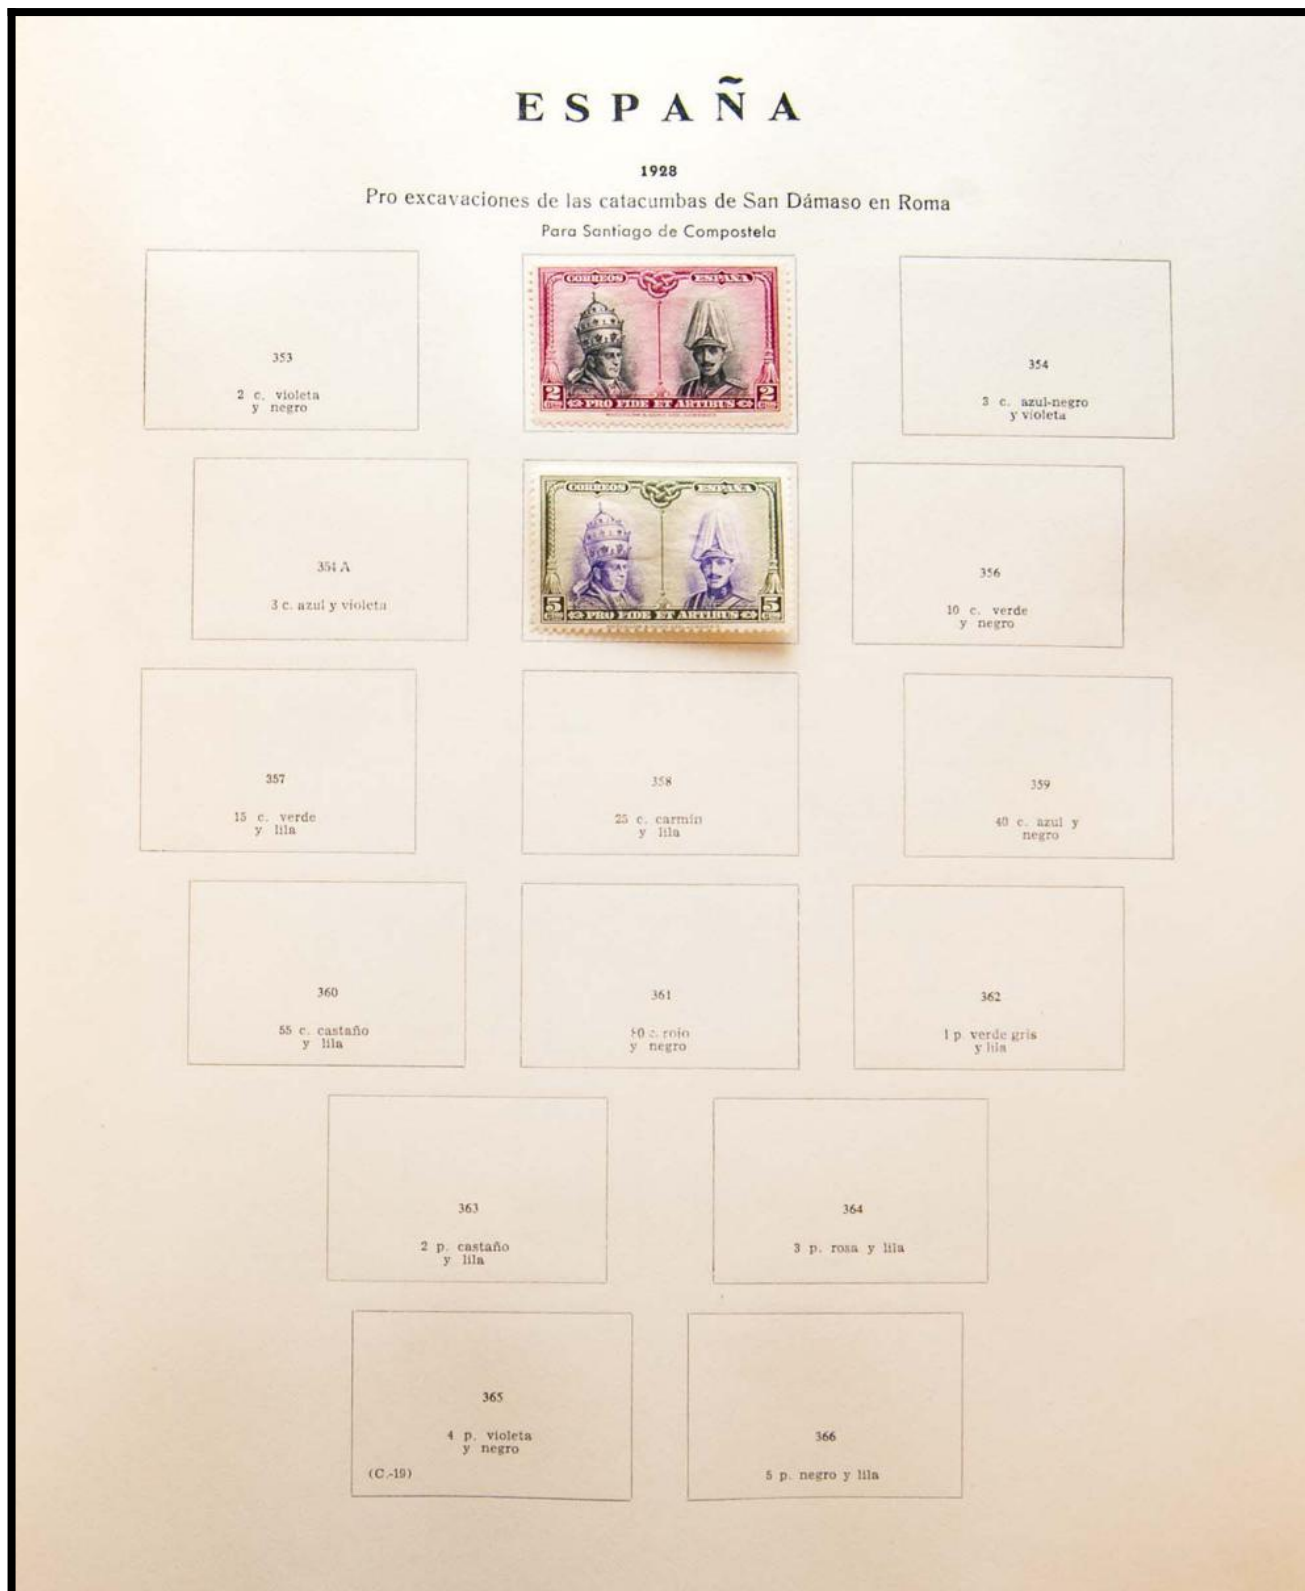 ESPAÑA
1928
Pro excavaciones de las catacumbas de San Dámaso en Roma
Para Santiago de Compostela
353
2 c. violeta
y negro
CORREOS ESPAÑA
2 PRO FIDE ET ARTIBUS 2
354
3 c. azul-negro
y violeta
354 A
3 c. azul y violeta
CORREOS ESPAÑA
5 PRO FIDE ET ARTIBUS 5
356
10 c. verde
y negro
357
15 c. verde
y lila
358
25 c. carmín
y lila
359
40 c. azul y
negro
360
55 c. castaño
y lila
361
80 c. rojo
y negro
362
1 p verde gris
y lila
363
2 p. castaño
y lila
364
3 p. rosa y lila
365
4 p. violeta
y negro
(C.-19)
366
5 p. negro y lila